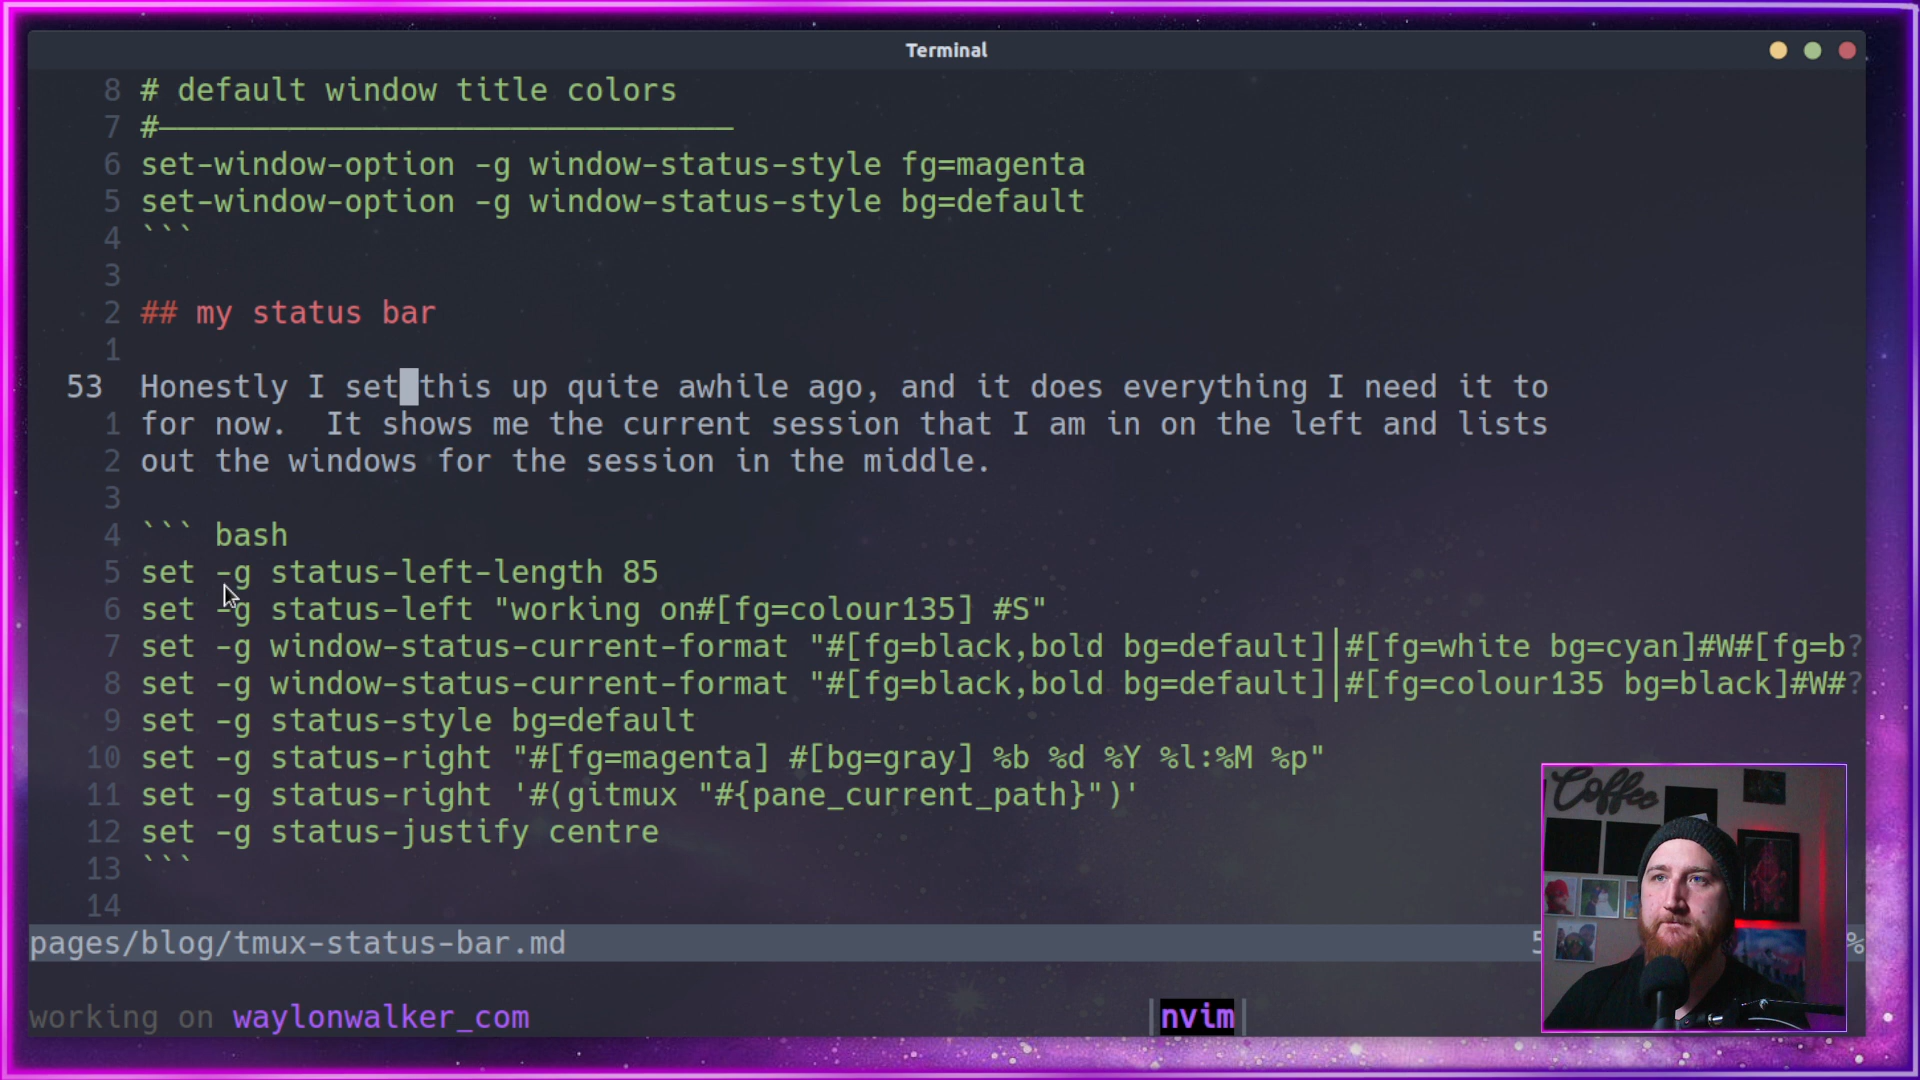 Terminal
8 # default window title colors
7 #———————————————————————————————
6 set-window-option -g window-status-style fg=magenta
5 set-window-option -g window-status-style bg=default
4 ```
3
2 ## my status bar
1
53 Honestly I set this up quite awhile ago, and it does everything I need it to
1 for now.  It shows me the current session that I am in on the left and lists
2 out the windows for the session in the middle.
3
4 ``` bash
5 set -g status-left-length 85
6 set -g status-left "working on#[fg=colour135] #S"
7 set -g window-status-current-format "#[fg=black,bold bg=default]│#[fg=white bg=cyan]#W#[fg=b?
8 set -g window-status-current-format "#[fg=black,bold bg=default]│#[fg=colour135 bg=black]#W#?
9 set -g status-style bg=default
10 set -g status-right "#[fg=magenta] #[bg=gray] %b %d %Y %l:%M %p"
11 set -g status-right '#(gitmux "#{pane_current_path}")'
12 set -g status-justify centre
13 ```
14
Coffee
pages/blog/tmux-status-bar.md %
working on waylonwalker_com │nvim│